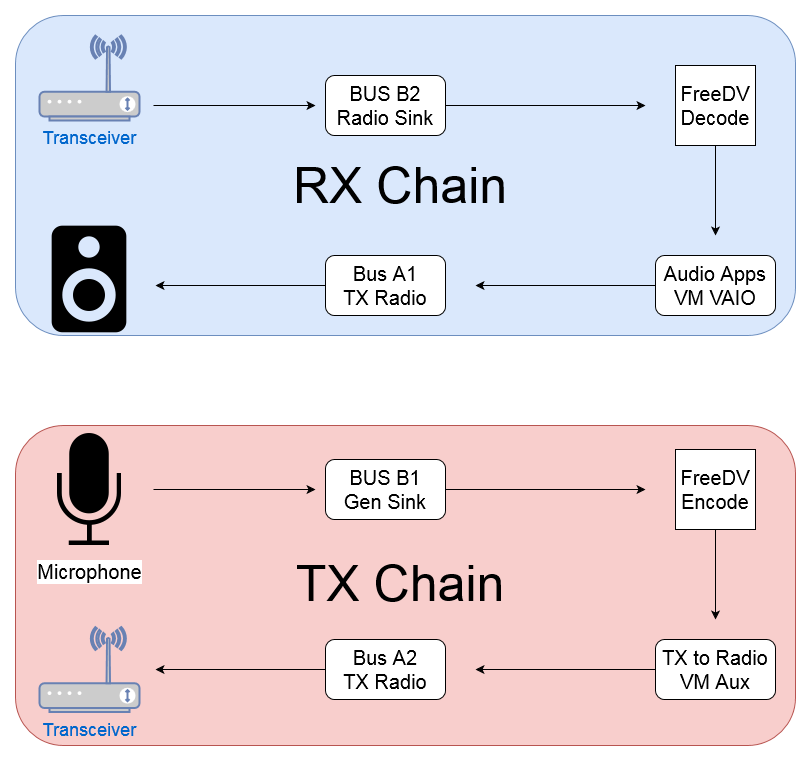 BUS B2
Radio Sink
FreeDV
Decode
Transceiver
RX Chain
Bus A1
TX Radio
Audio Apps
VM VAIO
BUS B1
Gen Sink
FreeDV
Encode
Microphone
TX Chain
Bus A2
TX Radio
TX to Radio
VM Aux
Transceiver